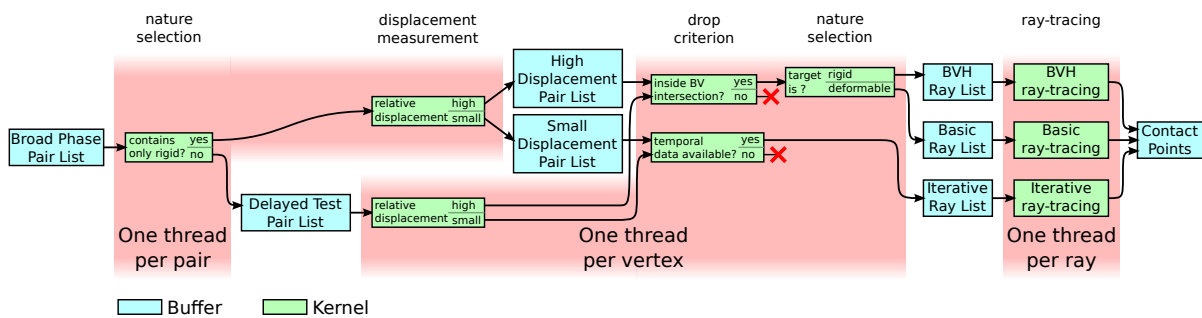 nature
selection
displacement
measurement
drop
criterion
nature
selection
ray-tracing
Broad Phase
Pair List
contains
only rigid?
yes
no
Delayed Test
Pair List
relative
displacement
high
small
relative
displacement
high
small
High
Displacement
Pair List
Small
Displacement
Pair List
inside BV
intersection?
yes
no
temporal
data available?
yes
no
target
is ?
rigid
deformable
BVH
Ray List
Basic
Ray List
Iterative
Ray List
BVH
ray-tracing
Basic
ray-tracing
Iterative
ray-tracing
Contact
Points
One thread
per pair
One thread
per vertex
One thread
per ray
Buffer
Kernel